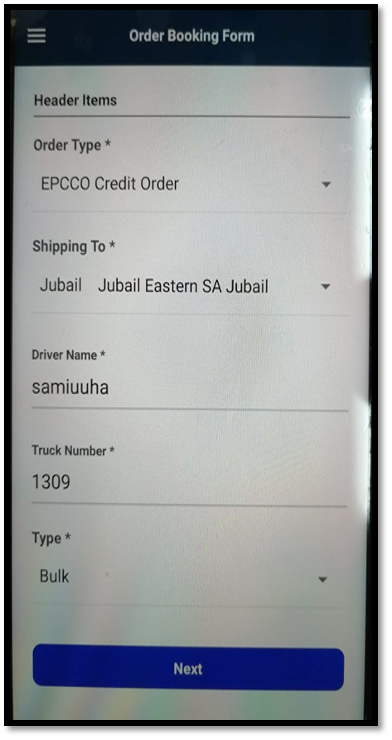 Order Booking Form
Header Items
Order Type *
EPCCO Credit Order
Shipping To *
Jubail Jubail Eastern SA Jubail
Driver Name *
samiuuha
Truck Number *
1309
Type *
Bulk
Next